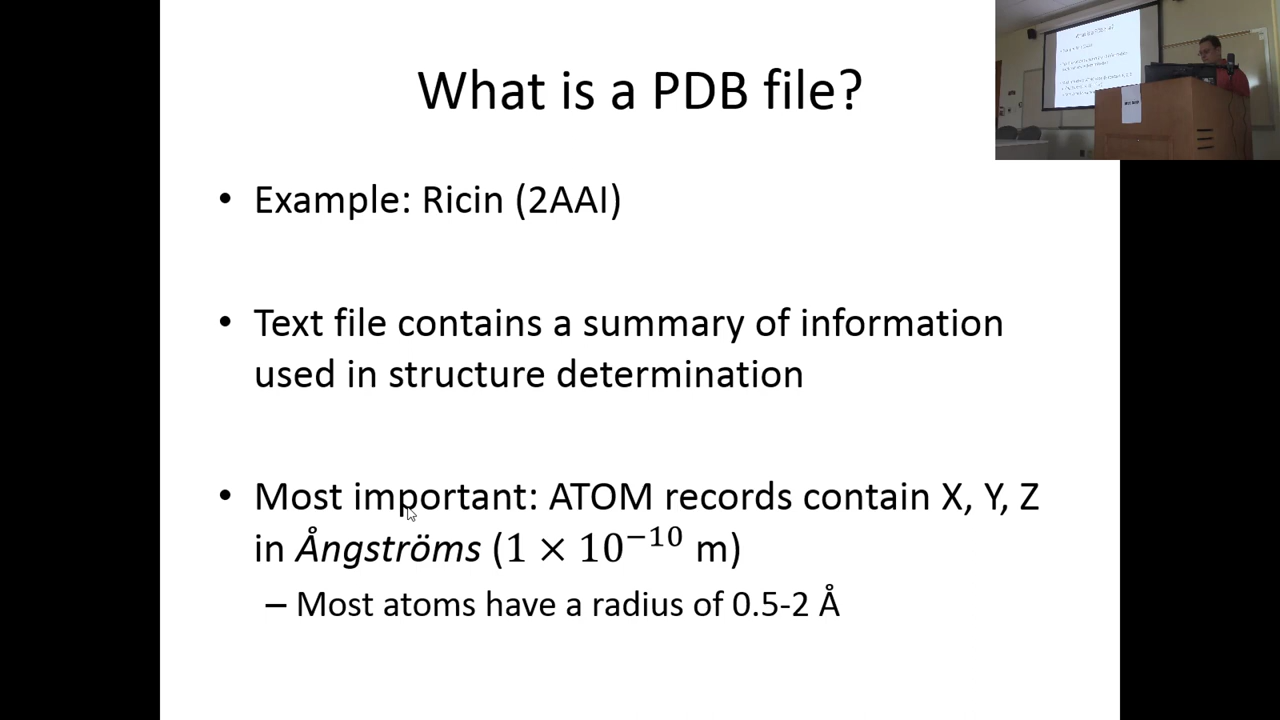 What is a PDB file?
• Example: Ricin (2AAI)
• Text file contains a summary of information
used in structure determination
• Most important: ATOM records contain X, Y, Z
in Ångströms (1 × 10⁻¹⁰ m)
– Most atoms have a radius of 0.5-2 Å